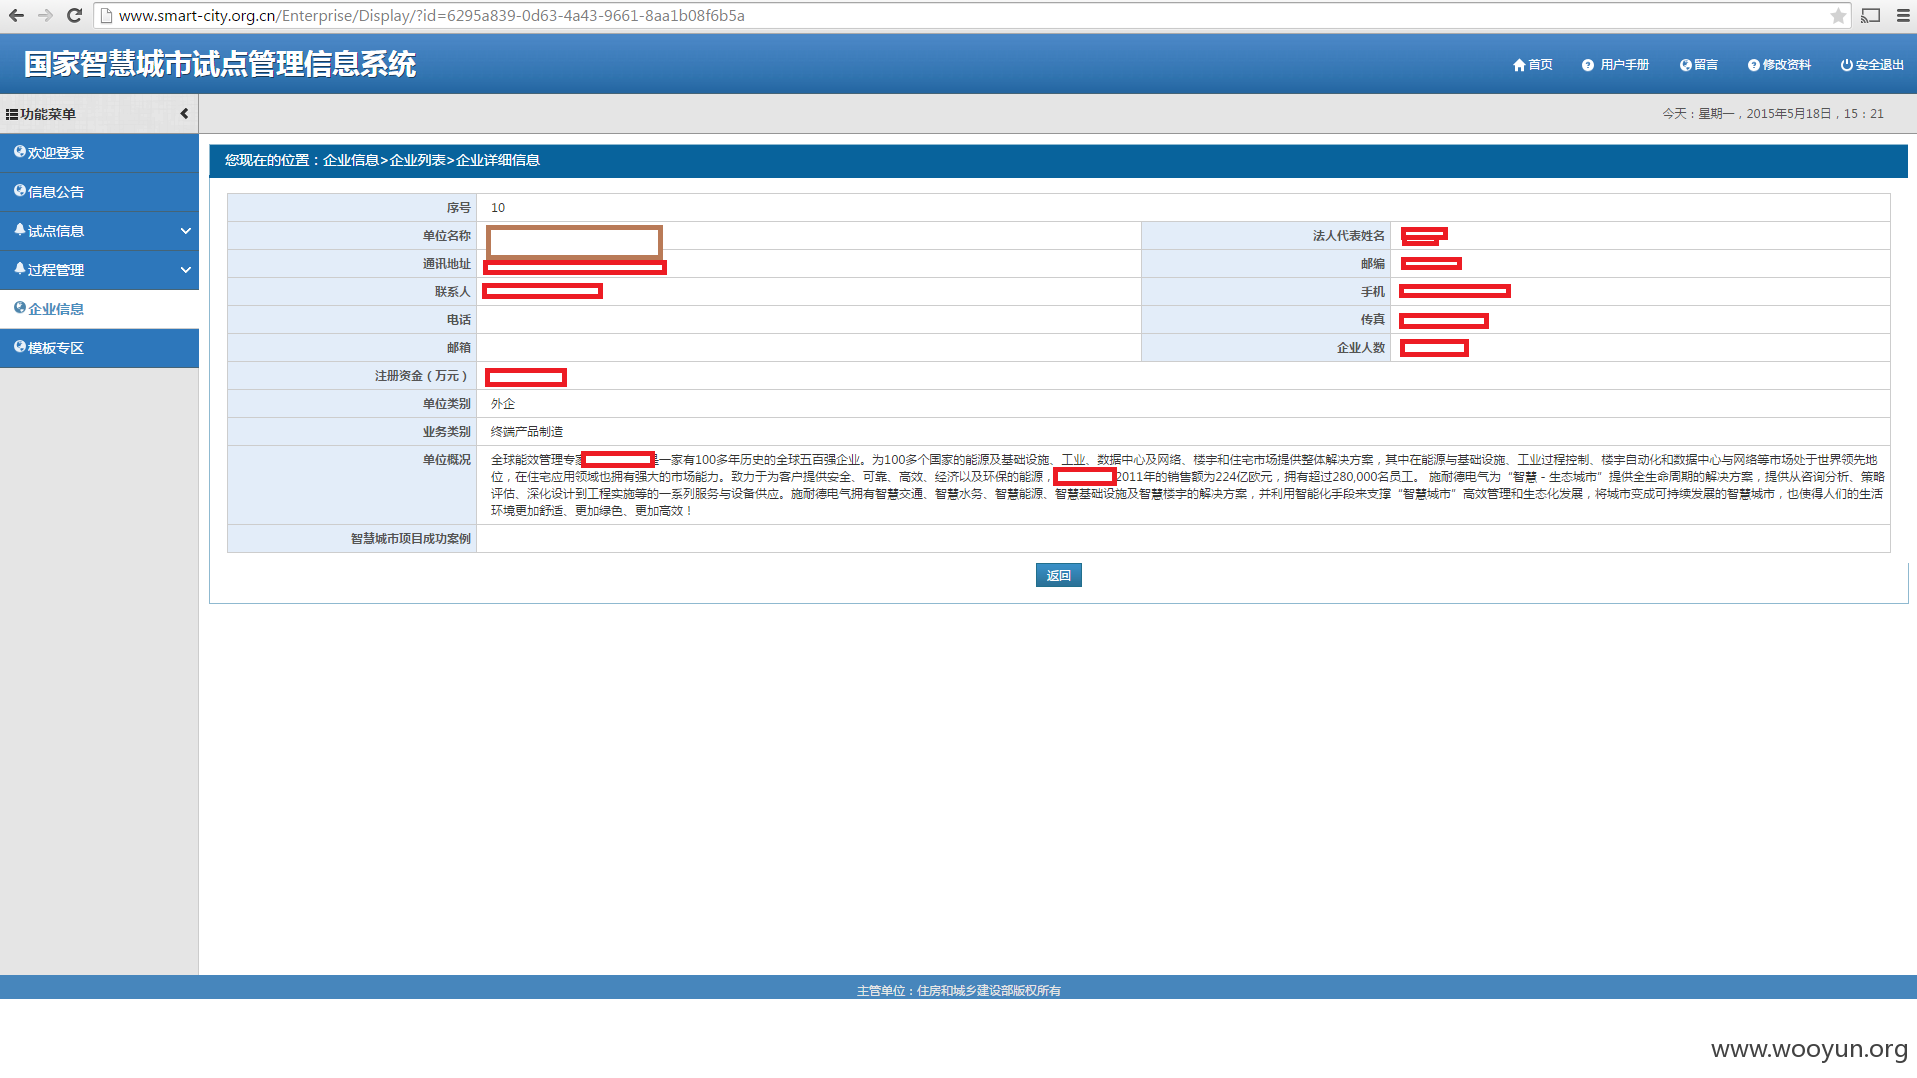 www.smart-city.org.cn/Enterprise/Display/?id=6295a839-0d63-4a43-9661-8aa1b08f6b5a
国家智慧城市试点管理信息系统
首页 用户手册 留言 修改资料 安全退出
功能菜单
今天：星期一，2015年5月18日，15：21
欢迎登录
信息公告
试点信息
过程管理
企业信息
模板专区
您现在的位置：企业信息>企业列表>企业详细信息
序号 10
单位名称 法人代表姓名
通讯地址 邮编
联系人 手机
电话 传真
邮箱 企业人数
注册资金（万元）
单位类别 外企
业务类别 终端产品制造
单位概况
全球能效管理专家 是一家有100多年历史的全球五百强企业。为100多个国家的能源及基础设施、工业、数据中心及网络、楼宇和住宅市场提供整体解决方案，其中在能源与基础设施、工业过程控制、楼宇自动化和数据中心与网络等市场处于世界领先地
位，在住宅应用领域也拥有强大的市场能力。致力于为客户提供安全、可靠、高效、经济以及环保的能源， 2011年的销售额为224亿欧元，拥有超过280,000名员工。 施耐德电气为“智慧－生态城市”提供全生命周期的解决方案，提供从咨询分析、策略
评估、深化设计到工程实施等的一系列服务与设备供应。施耐德电气拥有智慧交通、智慧水务、智慧能源、智慧基础设施及智慧楼宇的解决方案，并利用智能化手段来支撑“智慧城市”高效管理和生态化发展，将城市变成可持续发展的智慧城市，也使得人们的生活
环境更加舒适、更加绿色、更加高效！
智慧城市项目成功案例
返回
主管单位：住房和城乡建设部版权所有
www.wooyun.org